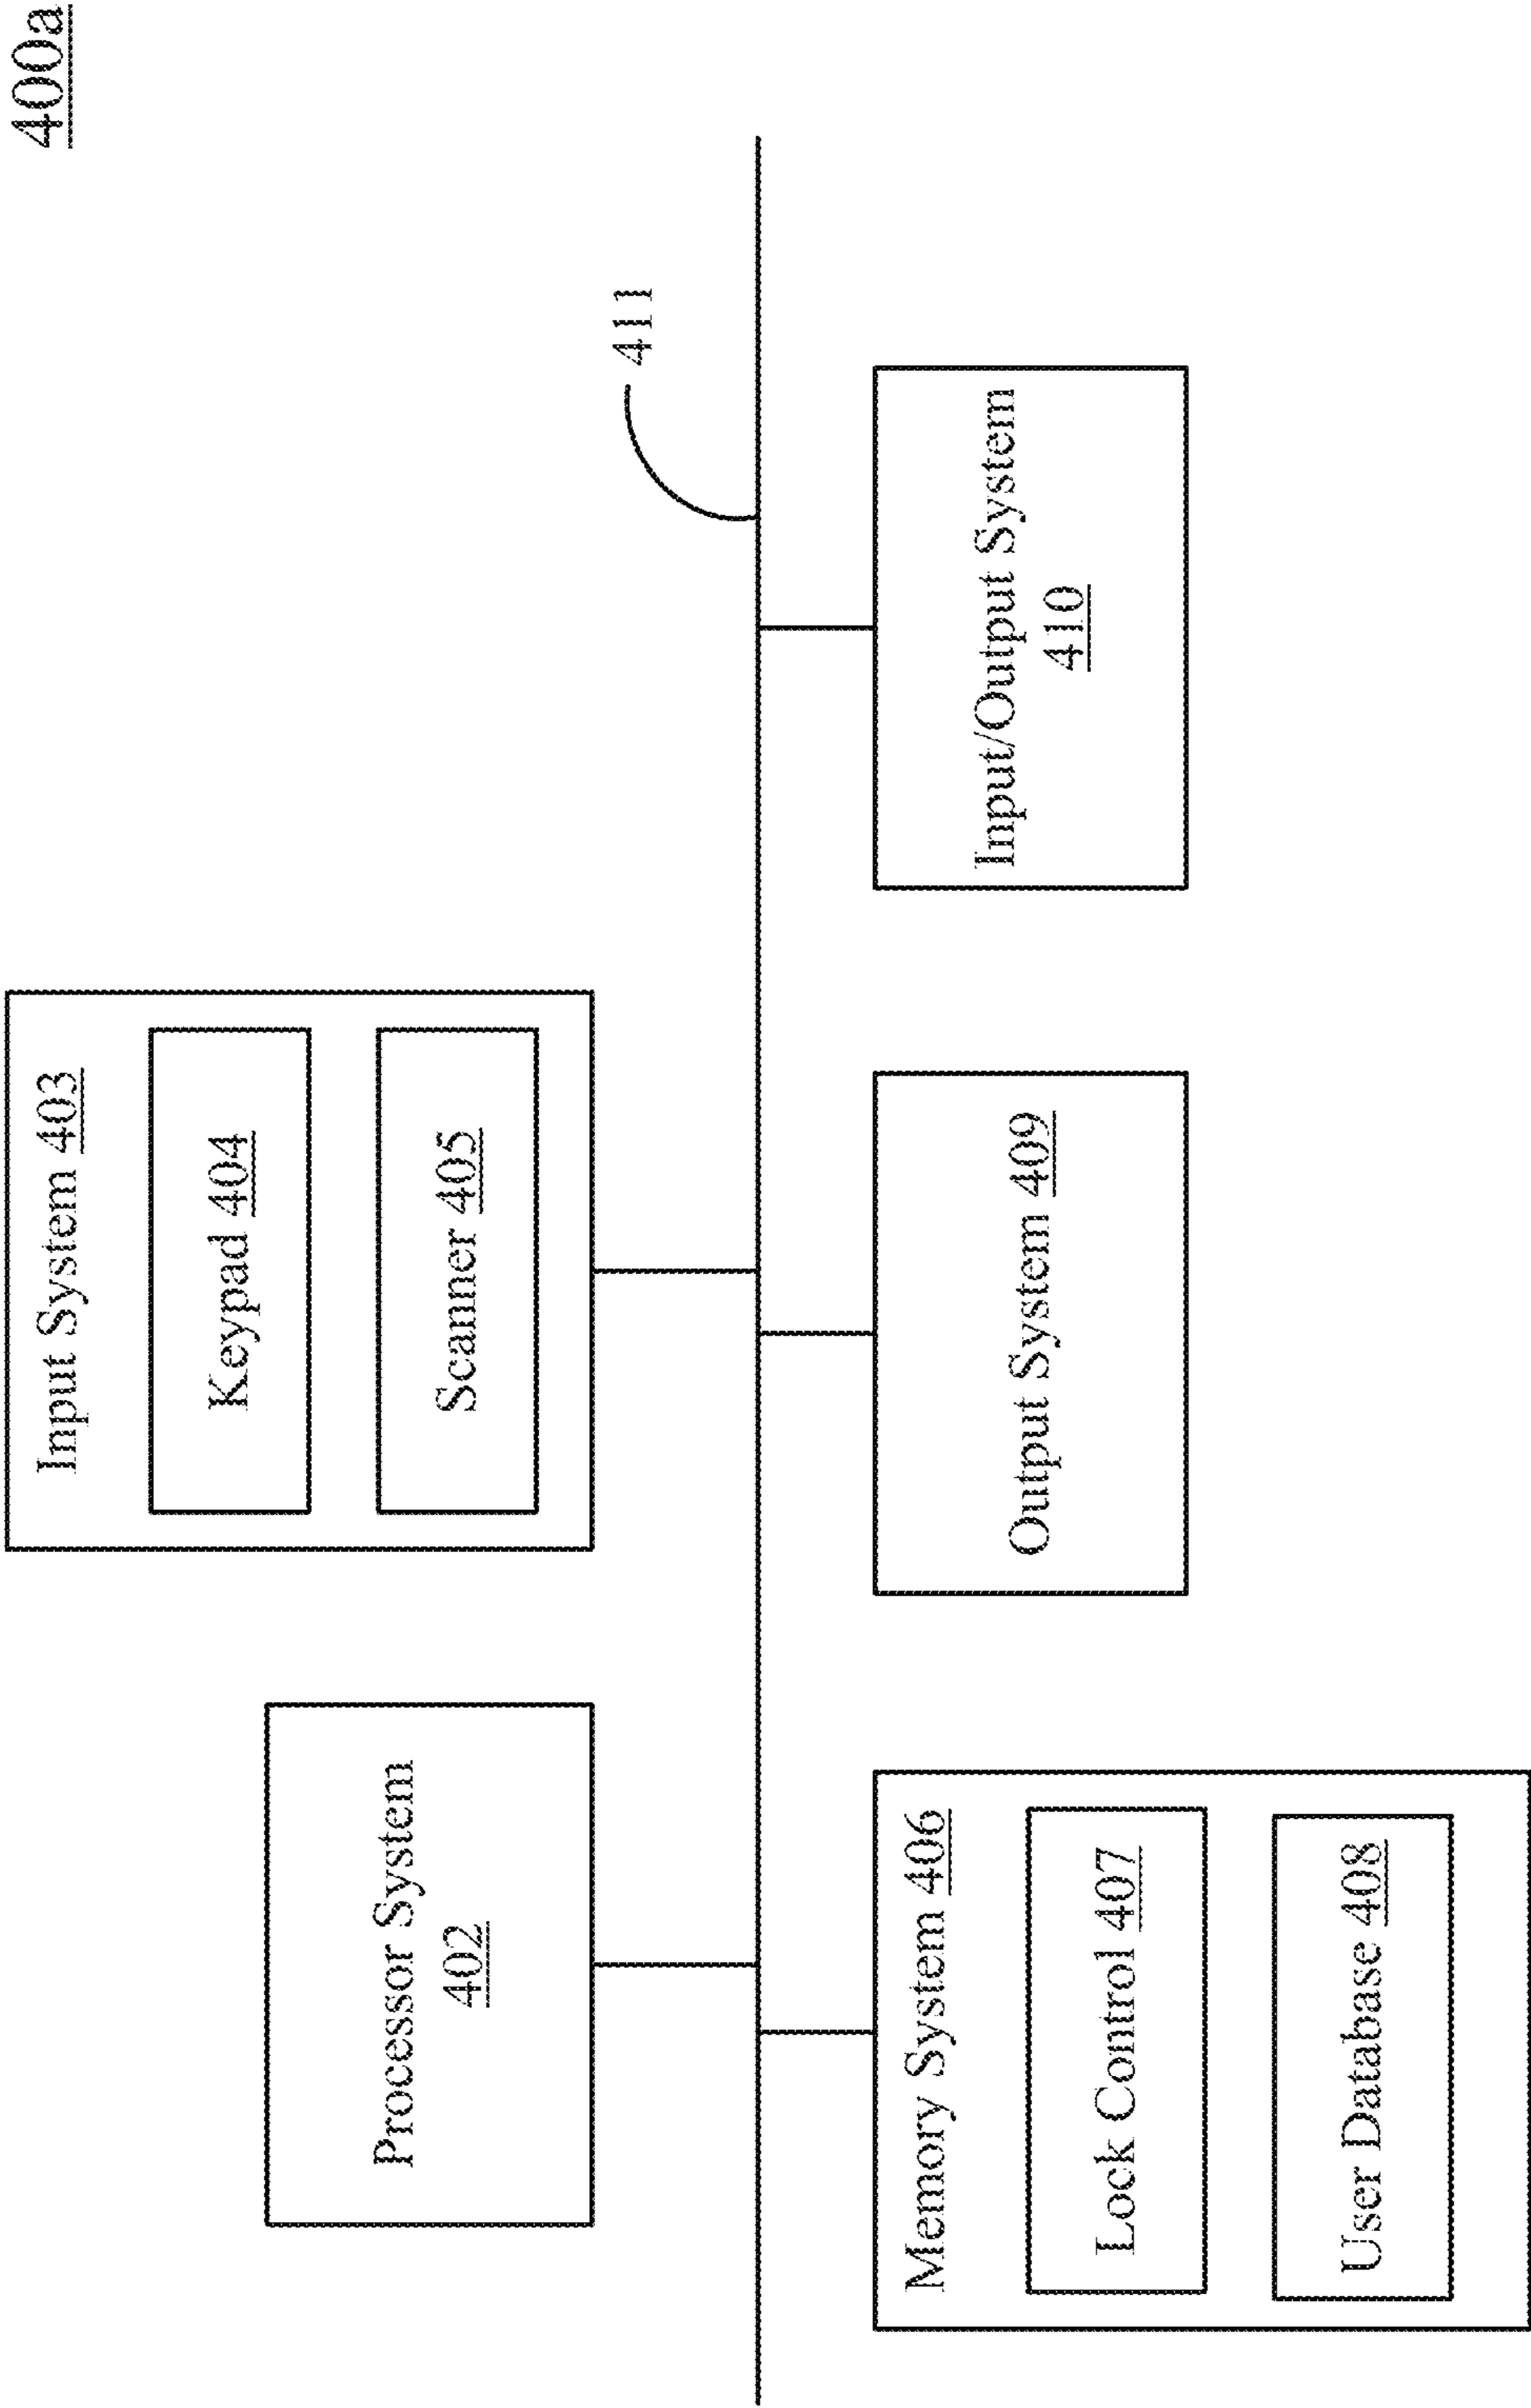 400a
Processor System
402
Input System 403
Keypad 404
Scanner 405
411
Memory System 406
Lock Control 407
User Database 408
Output System 409
Input/Output System
410